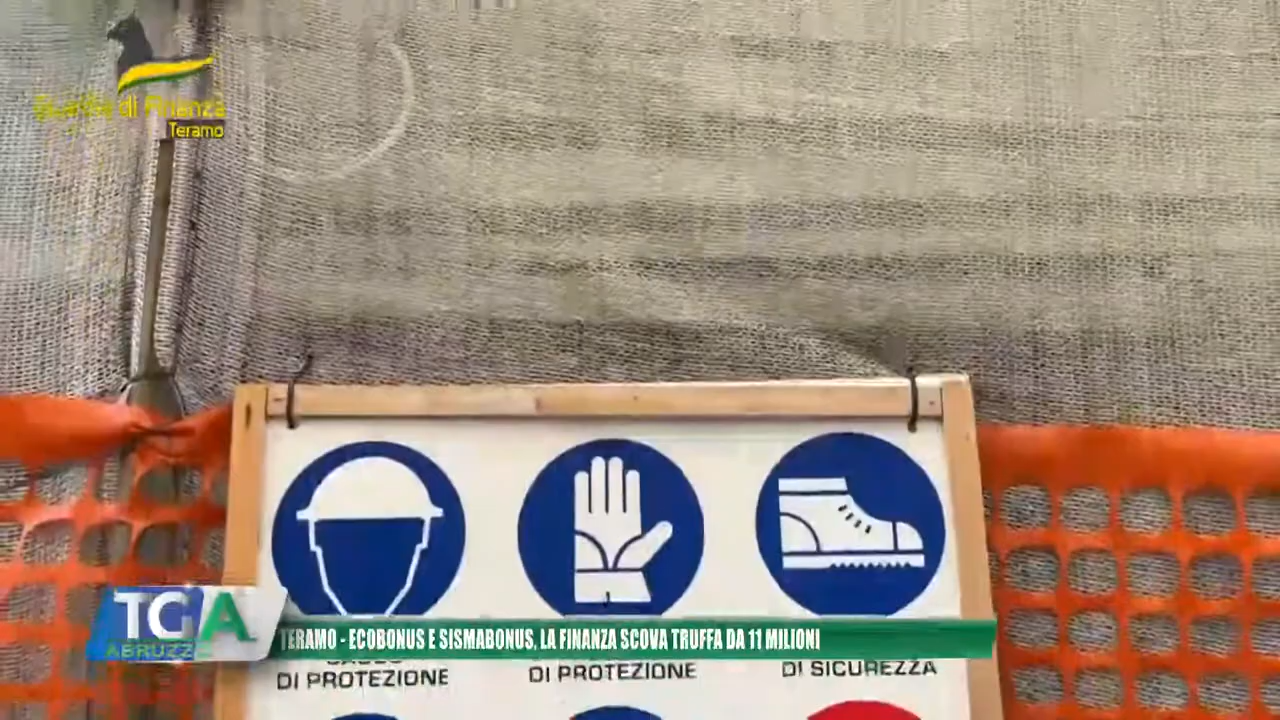 Guardia di Finanza
Teramo
TGA
ABRUZZO
TERAMO - ECOBONUS E SISMABONUS, LA FINANZA SCOVA TRUFFA DA 11 MILIONI
DI PROTEZIONE
DI PROTEZIONE
DI SICUREZZA